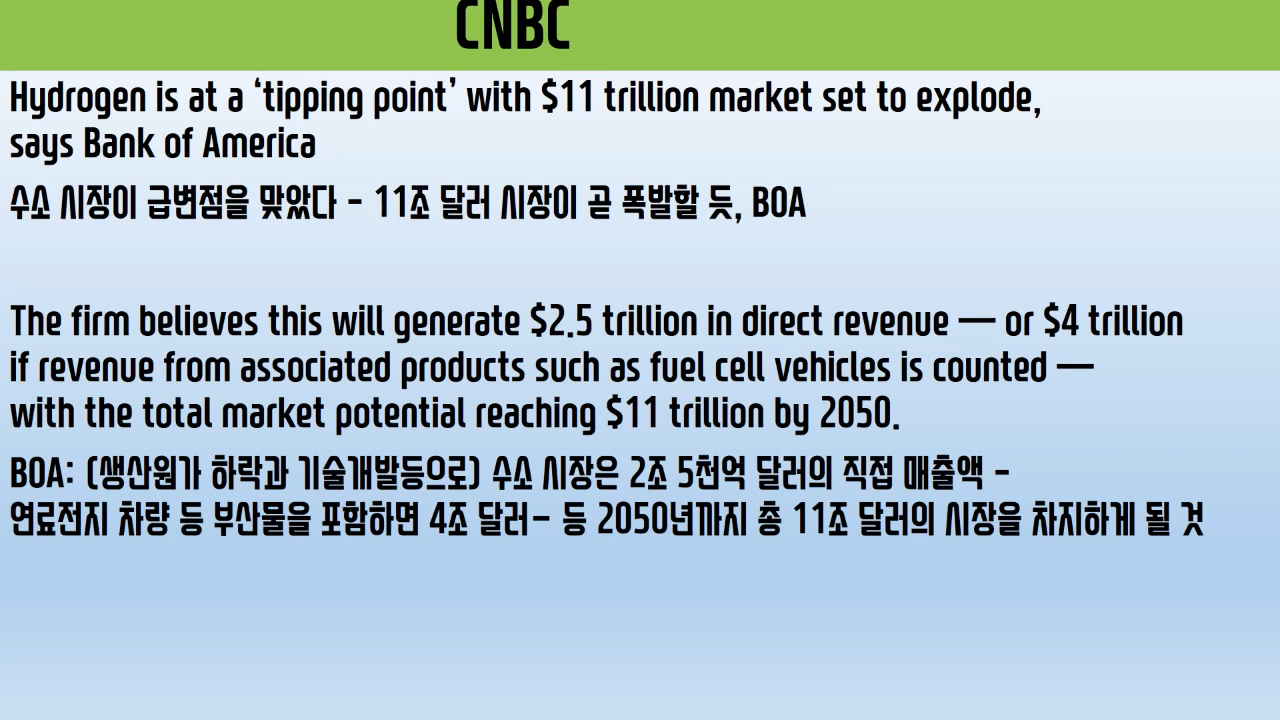 CNBC
Hydrogen is at a ‘tipping point’ with $11 trillion market set to explode,
says Bank of America
수소 시장이 급변점을 맞았다 - 11조 달러 시장이 곧 폭발할 듯, BOA
The firm believes this will generate $2.5 trillion in direct revenue — or $4 trillion
if revenue from associated products such as fuel cell vehicles is counted —
with the total market potential reaching $11 trillion by 2050.
BOA: (생산원가 하락과 기술개발등으로) 수소 시장은 2조 5천억 달러의 직접 매출액 -
연료전지 차량 등 부산물을 포함하면 4조 달러- 등 2050년까지 총 11조 달러의 시장을 차지하게 될 것